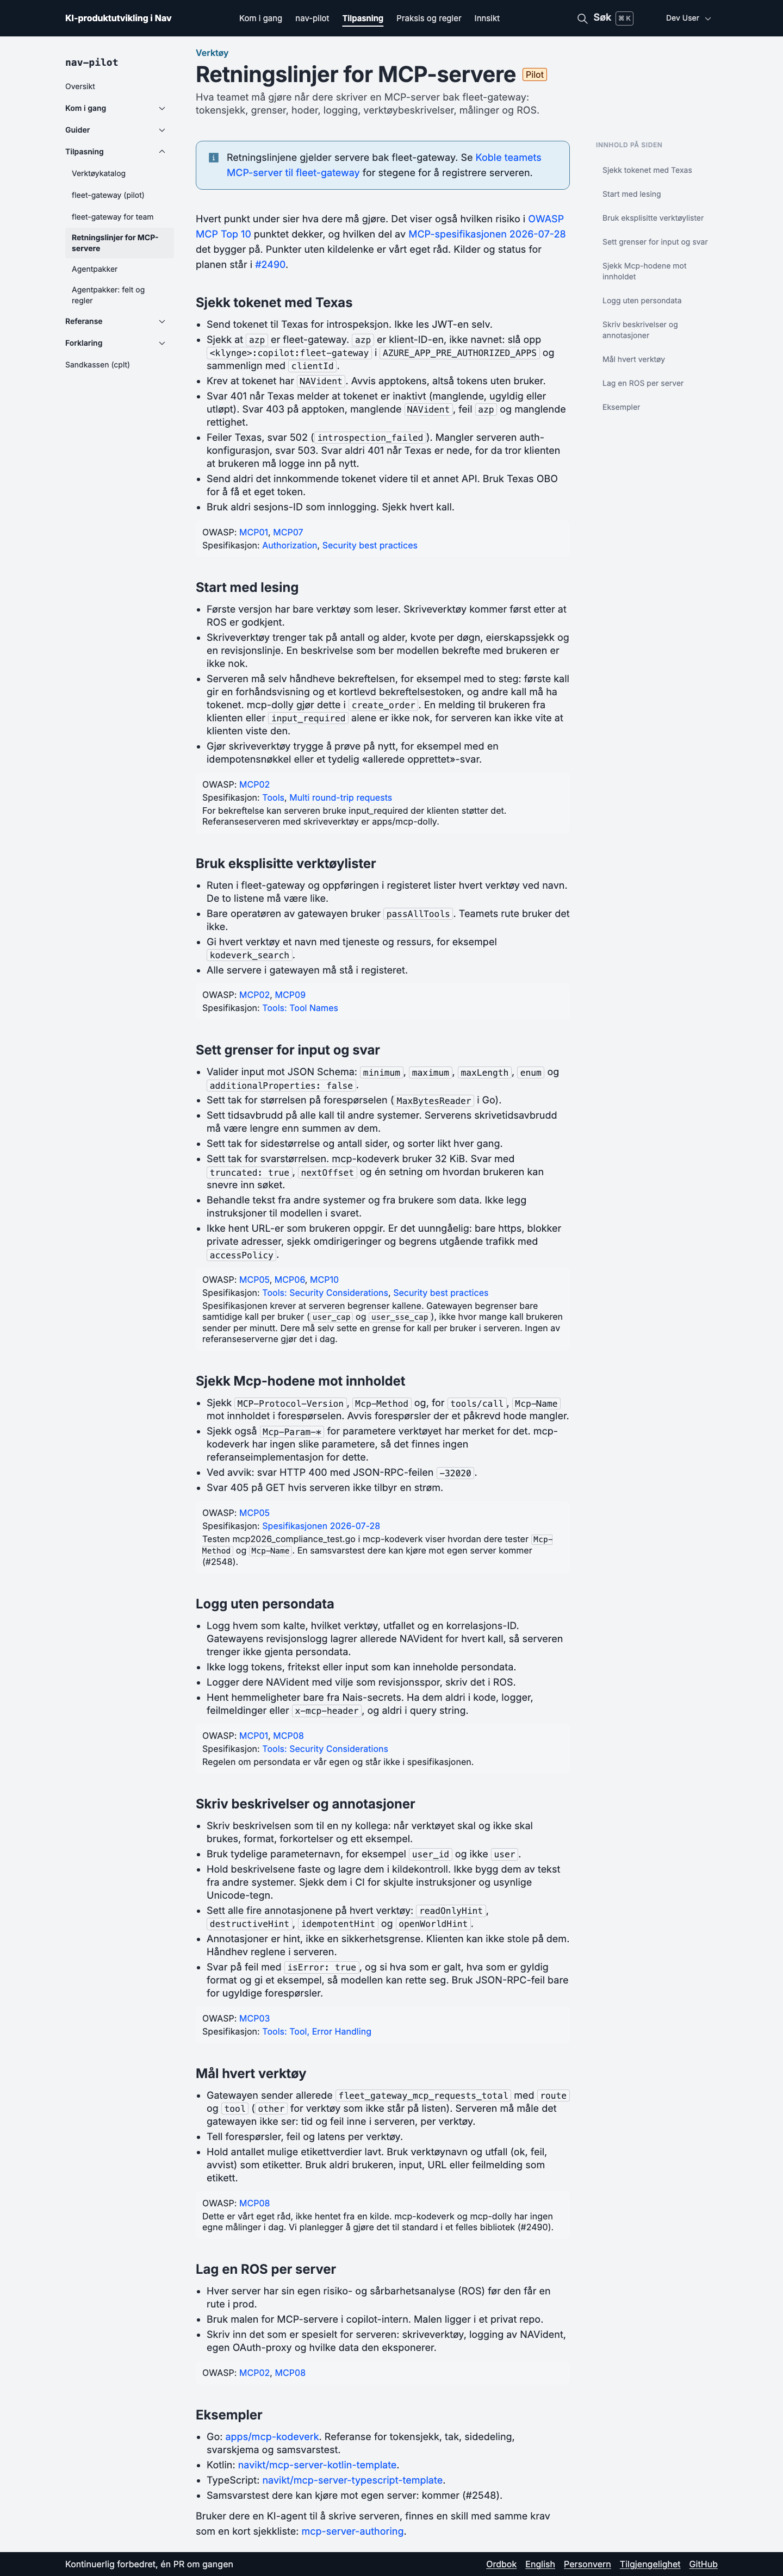 KI-produktutvikling i Nav
Kom i gang
nav-pilot
Tilpasning
Praksis og regler
Innsikt
Søk
⌘ K
Dev User
nav-pilot
Oversikt
Kom i gang
Guider
Tilpasning
Verktøykatalog
fleet-gateway (pilot)
fleet-gateway for team
Retningslinjer for MCP-
servere
Agentpakker
Agentpakker: felt og
regler
Referanse
Forklaring
Sandkassen (cplt)
Verktøy
Retningslinjer for MCP-servere Pilot
Hva teamet må gjøre når dere skriver en MCP-server bak fleet-gateway:
tokensjekk, grenser, hoder, logging, verktøybeskrivelser, målinger og ROS.
Retningslinjene gjelder servere bak fleet-gateway. Se Koble teamets
MCP-server til fleet-gateway for stegene for å registrere serveren.
Hvert punkt under sier hva dere må gjøre. Det viser også hvilken risiko i OWASP
MCP Top 10 punktet dekker, og hvilken del av MCP-spesifikasjonen 2026-07-28
det bygger på. Punkter uten kildelenke er vårt eget råd. Kilder og status for
planen står i #2490.
Sjekk tokenet med Texas
• Send tokenet til Texas for introspeksjon. Ikke les JWT-en selv.
• Sjekk at azp er fleet-gateway. azp er klient-ID-en, ikke navnet: slå opp
<klynge>:copilot:fleet-gateway i AZURE_APP_PRE_AUTHORIZED_APPS og
sammenlign med clientId.
• Krev at tokenet har NAVident. Avvis apptokens, altså tokens uten bruker.
• Svar 401 når Texas melder at tokenet er inaktivt (manglende, ugyldig eller
utløpt). Svar 403 på apptoken, manglende NAVident, feil azp og manglende
rettighet.
• Feiler Texas, svar 502 (introspection_failed). Mangler serveren auth-
konfigurasjon, svar 503. Svar aldri 401 når Texas er nede, for da tror klienten
at brukeren må logge inn på nytt.
• Send aldri det innkommende tokenet videre til et annet API. Bruk Texas OBO
for å få et eget token.
• Bruk aldri sesjons-ID som innlogging. Sjekk hvert kall.
OWASP: MCP01, MCP07
Spesifikasjon: Authorization, Security best practices
Start med lesing
• Første versjon har bare verktøy som leser. Skriveverktøy kommer først etter at
ROS er godkjent.
• Skriveverktøy trenger tak på antall og alder, kvote per døgn, eierskapssjekk og
en revisjonslinje. En beskrivelse som ber modellen bekrefte med brukeren er
ikke nok.
• Serveren må selv håndheve bekreftelsen, for eksempel med to steg: første kall
gir en forhåndsvisning og et kortlevd bekreftelsestoken, og andre kall må ha
tokenet. mcp-dolly gjør dette i create_order. En melding til brukeren fra
klienten eller input_required alene er ikke nok, for serveren kan ikke vite at
klienten viste den.
• Gjør skriveverktøy trygge å prøve på nytt, for eksempel med en
idempotensnøkkel eller et tydelig «allerede opprettet»-svar.
OWASP: MCP02
Spesifikasjon: Tools, Multi round-trip requests
For bekreftelse kan serveren bruke input_required der klienten støtter det.
Referanseserveren med skriveverktøy er apps/mcp-dolly.
Bruk eksplisitte verktøylister
• Ruten i fleet-gateway og oppføringen i registeret lister hvert verktøy ved navn.
De to listene må være like.
• Bare operatøren av gatewayen bruker passAllTools. Teamets rute bruker det
ikke.
• Gi hvert verktøy et navn med tjeneste og ressurs, for eksempel
kodeverk_search.
• Alle servere i gatewayen må stå i registeret.
OWASP: MCP02, MCP09
Spesifikasjon: Tools: Tool Names
Sett grenser for input og svar
• Valider input mot JSON Schema: minimum, maximum, maxLength, enum og
additionalProperties: false.
• Sett tak for størrelsen på forespørselen (MaxBytesReader i Go).
• Sett tidsavbrudd på alle kall til andre systemer. Serverens skrivetidsavbrudd
må være lengre enn summen av dem.
• Sett tak for sidestørrelse og antall sider, og sorter likt hver gang.
• Sett tak for svarstørrelsen. mcp-kodeverk bruker 32 KiB. Svar med
truncated: true, nextOffset og én setning om hvordan brukeren kan
snevre inn søket.
• Behandle tekst fra andre systemer og fra brukere som data. Ikke legg
instruksjoner til modellen i svaret.
• Ikke hent URL-er som brukeren oppgir. Er det uunngåelig: bare https, blokker
private adresser, sjekk omdirigeringer og begrens utgående trafikk med
accessPolicy.
OWASP: MCP05, MCP06, MCP10
Spesifikasjon: Tools: Security Considerations, Security best practices
Spesifikasjonen krever at serveren begrenser kallene. Gatewayen begrenser bare
samtidige kall per bruker (user_cap og user_sse_cap), ikke hvor mange kall brukeren
sender per minutt. Dere må selv sette en grense for kall per bruker i serveren. Ingen av
referanseserverne gjør det i dag.
Sjekk Mcp-hodene mot innholdet
• Sjekk MCP-Protocol-Version, Mcp-Method og, for tools/call, Mcp-Name
mot innholdet i forespørselen. Avvis forespørsler der et påkrevd hode mangler.
• Sjekk også Mcp-Param-* for parametere verktøyet har merket for det. mcp-
kodeverk har ingen slike parametere, så det finnes ingen
referanseimplementasjon for dette.
• Ved avvik: svar HTTP 400 med JSON-RPC-feilen -32020.
• Svar 405 på GET hvis serveren ikke tilbyr en strøm.
OWASP: MCP05
Spesifikasjon: Spesifikasjonen 2026-07-28
Testen mcp2026_compliance_test.go i mcp-kodeverk viser hvordan dere tester Mcp-
Method og Mcp-Name. En samsvarstest dere kan kjøre mot egen server kommer
(#2548).
Logg uten persondata
• Logg hvem som kalte, hvilket verktøy, utfallet og en korrelasjons-ID.
Gatewayens revisjonslogg lagrer allerede NAVident for hvert kall, så serveren
trenger ikke gjenta persondata.
• Ikke logg tokens, fritekst eller input som kan inneholde persondata.
• Logger dere NAVident med vilje som revisjonsspor, skriv det i ROS.
• Hent hemmeligheter bare fra Nais-secrets. Ha dem aldri i kode, logger,
feilmeldinger eller x-mcp-header, og aldri i query string.
OWASP: MCP01, MCP08
Spesifikasjon: Tools: Security Considerations
Regelen om persondata er vår egen og står ikke i spesifikasjonen.
Skriv beskrivelser og annotasjoner
• Skriv beskrivelsen som til en ny kollega: når verktøyet skal og ikke skal
brukes, format, forkortelser og ett eksempel.
• Bruk tydelige parameternavn, for eksempel user_id og ikke user.
• Hold beskrivelsene faste og lagre dem i kildekontroll. Ikke bygg dem av tekst
fra andre systemer. Sjekk dem i CI for skjulte instruksjoner og usynlige
Unicode-tegn.
• Sett alle fire annotasjonene på hvert verktøy: readOnlyHint,
destructiveHint, idempotentHint og openWorldHint.
• Annotasjoner er hint, ikke en sikkerhetsgrense. Klienten kan ikke stole på dem.
Håndhev reglene i serveren.
• Svar på feil med isError: true, og si hva som er galt, hva som er gyldig
format og gi et eksempel, så modellen kan rette seg. Bruk JSON-RPC-feil bare
for ugyldige forespørsler.
OWASP: MCP03
Spesifikasjon: Tools: Tool, Error Handling
Mål hvert verktøy
• Gatewayen sender allerede fleet_gateway_mcp_requests_total med route
og tool (other for verktøy som ikke står på listen). Serveren må måle det
gatewayen ikke ser: tid og feil inne i serveren, per verktøy.
• Tell forespørsler, feil og latens per verktøy.
• Hold antallet mulige etikettverdier lavt. Bruk verktøynavn og utfall (ok, feil,
avvist) som etiketter. Bruk aldri brukeren, input, URL eller feilmelding som
etikett.
OWASP: MCP08
Dette er vårt eget råd, ikke hentet fra en kilde. mcp-kodeverk og mcp-dolly har ingen
egne målinger i dag. Vi planlegger å gjøre det til standard i et felles bibliotek (#2490).
Lag en ROS per server
• Hver server har sin egen risiko- og sårbarhetsanalyse (ROS) før den får en
rute i prod.
• Bruk malen for MCP-servere i copilot-intern. Malen ligger i et privat repo.
• Skriv inn det som er spesielt for serveren: skriveverktøy, logging av NAVident,
egen OAuth-proxy og hvilke data den eksponerer.
OWASP: MCP02, MCP08
Eksempler
• Go: apps/mcp-kodeverk. Referanse for tokensjekk, tak, sidedeling,
svarskjema og samsvarstest.
• Kotlin: navikt/mcp-server-kotlin-template.
• TypeScript: navikt/mcp-server-typescript-template.
• Samsvarstest dere kan kjøre mot egen server: kommer (#2548).
Bruker dere en KI-agent til å skrive serveren, finnes en skill med samme krav
som en kort sjekkliste: mcp-server-authoring.
INNHOLD PÅ SIDEN
Sjekk tokenet med Texas
Start med lesing
Bruk eksplisitte verktøylister
Sett grenser for input og svar
Sjekk Mcp-hodene mot
innholdet
Logg uten persondata
Skriv beskrivelser og
annotasjoner
Mål hvert verktøy
Lag en ROS per server
Eksempler
Kontinuerlig forbedret, én PR om gangen
Ordbok
English
Personvern
Tilgjengelighet
GitHub